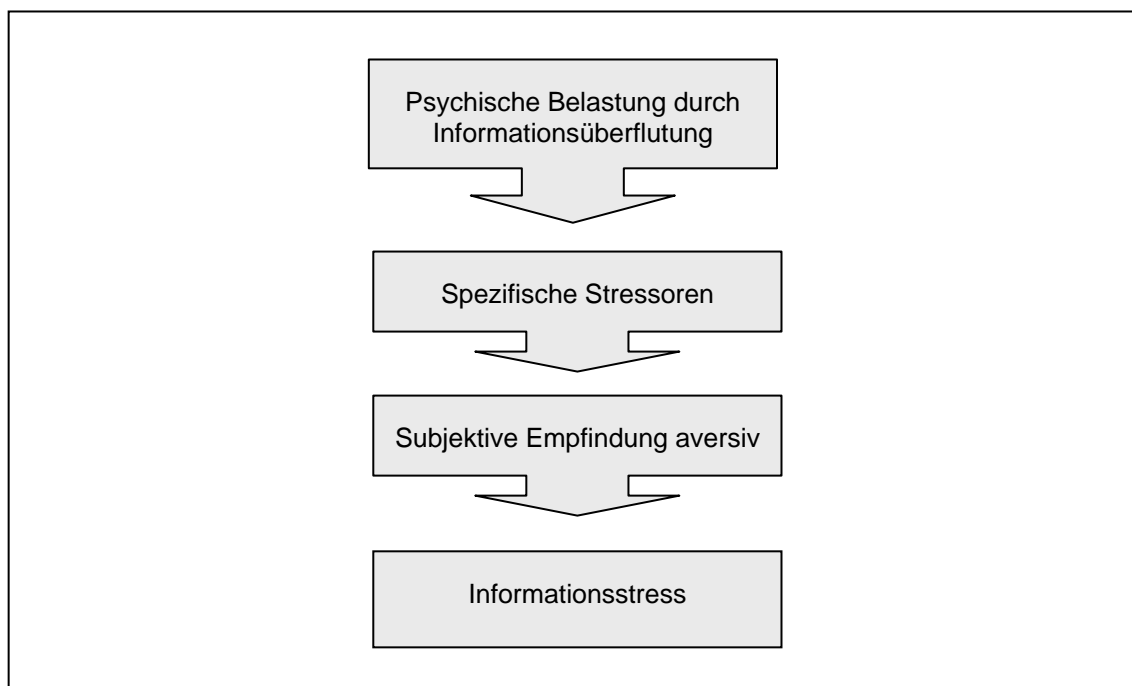 Psychische Belastung durch
Informationsüberflutung
Spezifische Stressoren
Subjektive Empfindung aversiv
Informationsstress